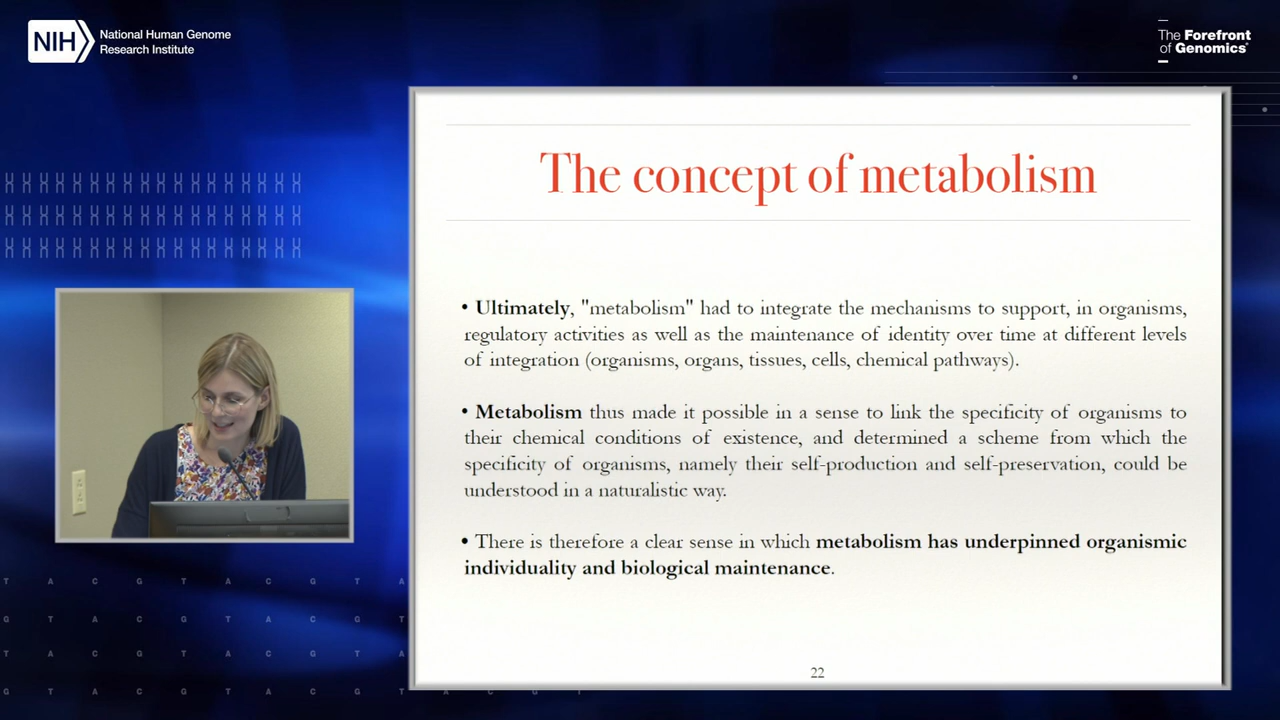 NIH
National Human Genome
Research Institute
The Forefront
of Genomics®
The concept of metabolism
• Ultimately, "metabolism" had to integrate the mechanisms to support, in organisms,
regulatory activities as well as the maintenance of identity over time at different levels
of integration (organisms, organs, tissues, cells, chemical pathways).
• Metabolism thus made it possible in a sense to link the specificity of organisms to
their chemical conditions of existence, and determined a scheme from which the
specificity of organisms, namely their self-production and self-preservation, could be
understood in a naturalistic way.
• There is therefore a clear sense in which metabolism has underpinned organismic
individuality and biological maintenance.
22
T A C G T A C G T A
G T A C G T A C G T
T A C G T A C G T A
G T A C G T A C G T A C G T